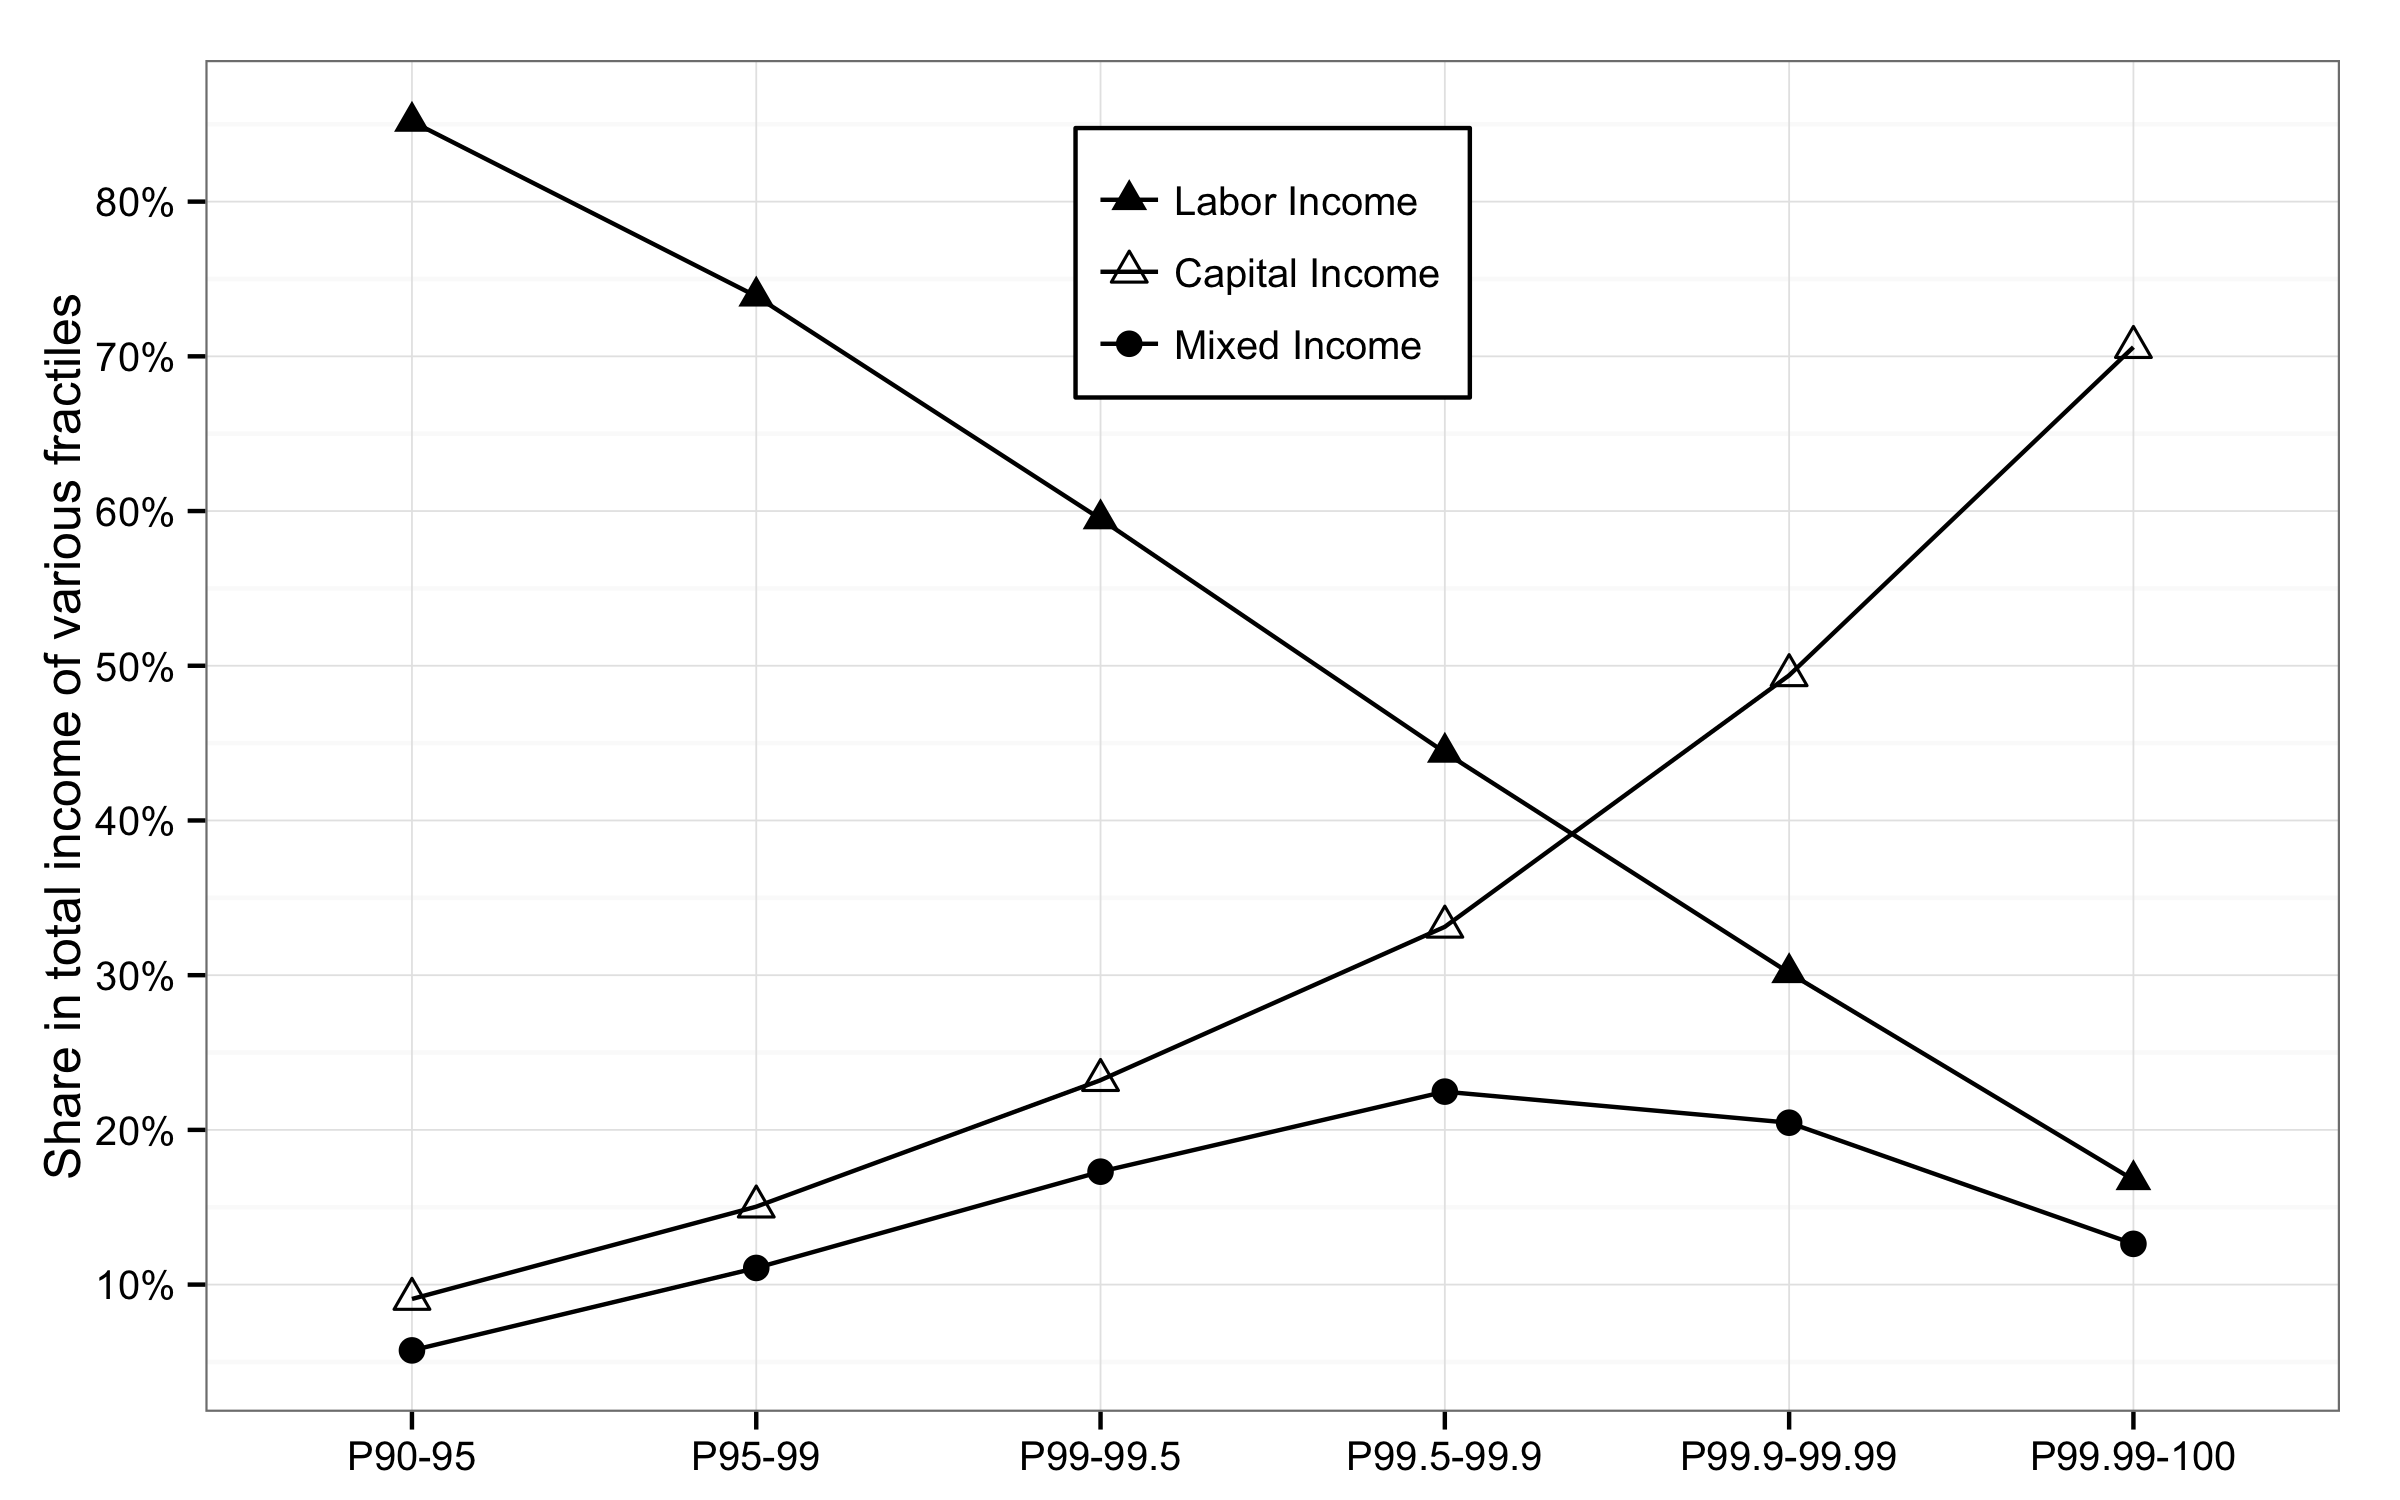 Share in total income of various fractiles
80%
70%
60%
50%
40%
30%
20%
10%
Labor Income
Capital Income
Mixed Income
P90-95
P95-99
P99-99.5
P99.5-99.9
P99.9-99.99
P99.99-100